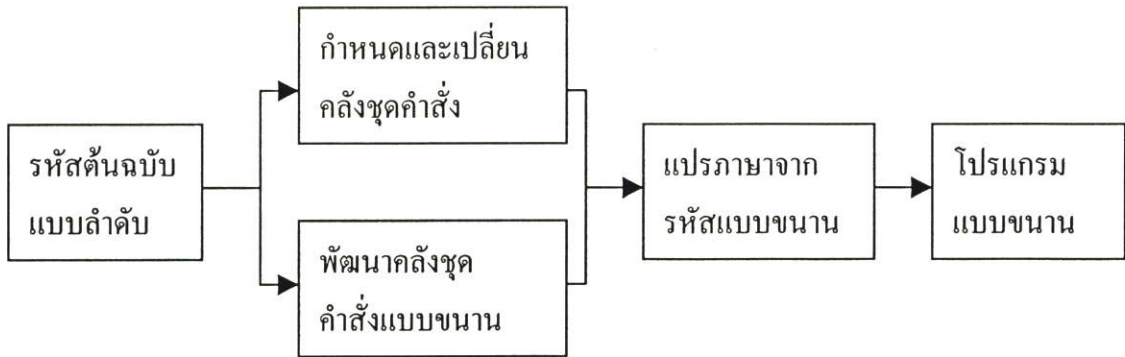 รหัสต้นฉบับ
แบบลำดับ
กำหนดและเปลี่ยน
คลังชุดคำสั่ง
พัฒนาคลังชุด
คำสั่งแบบขนาน
แปรภาษาจาก
รหัสแบบขนาน
โปรแกรม
แบบขนาน